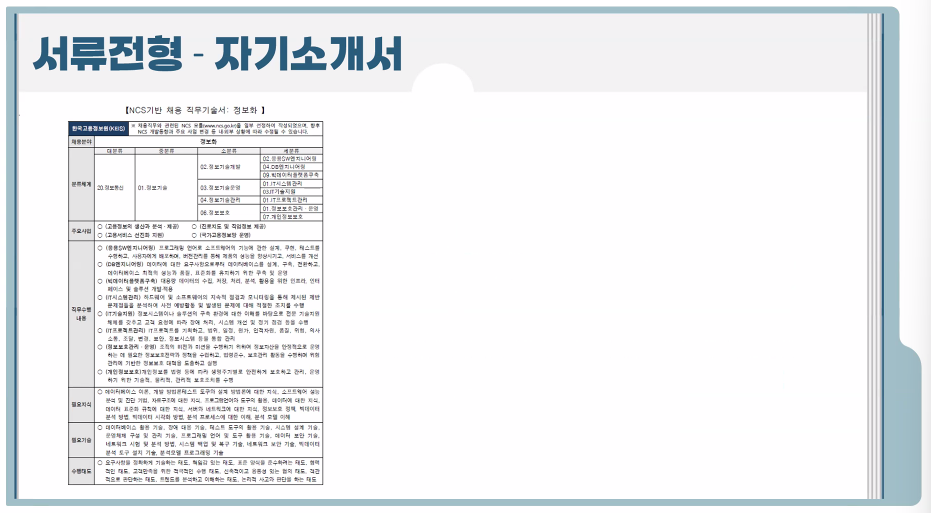 서류전형 - 자기소개서
【NCS기반 채용 직무기술서: 정보화 】
한국고용정보원(KEIS)
※ 채용직무와 관련된 NCS 모듈(www.ncs.go.kr)을 일부 선정하여 작성되었으며, 향후
NCS 개발동향과 주요 사업 변경 등 내·외부 상황에 따라 수정될 수 있습니다.
채용분야
정보화
대분류
중분류
소분류
세분류
분류체계
20.정보통신
01.정보기술
02.정보기술개발
02.응용SW엔지니어링
04.DB엔지니어링
09.빅데이터플랫폼구축
03.정보기술운영
01.IT시스템관리
03.IT기술지원
04.정보기술관리
01.IT프로젝트관리
06.정보보호
01.정보보호관리·운영
07.개인정보보호
주요사업
○ (고용정보의 생산과 분석·제공) ○ (진로지도 및 직업정보 제공)
○ (고용서비스 선진화 지원) ○ (국가고용정보망 운영)
직무수행
내용
○ (응용SW엔지니어링) 프로그래밍 언어로 소프트웨어의 기능에 관한 설계, 구현, 테스트를
수행하고, 사용자에게 배포하며, 버전관리를 통해 제품의 성능을 향상시키고, 서비스를 개선
○ (DB엔지니어링) 데이터에 대한 요구사항으로부터 데이터베이스를 설계, 구축, 전환하고,
데이터베이스 최적의 성능과 품질, 표준화를 유지하기 위한 구축 및 운영
○ (빅데이터플랫폼구축) 대용량 데이터의 수집, 저장, 처리, 분석, 활용을 위한 인프라, 인터
페이스 및 솔루션 개발·적용
○ (IT시스템관리) 하드웨어 및 소프트웨어의 지속적 점검과 모니터링을 통해 제시된 제반
문제점들을 분석하여 사전 예방활동 및 발생된 문제에 대해 적절한 조치를 수행
○ (IT기술지원) 정보시스템이나 솔루션의 구축 환경에 대한 이해를 바탕으로 전문 기술지원
체제를 갖추고 고객 요청에 따라 장애 처리, 시스템 개선 및 정기 점검 등을 수행
○ (IT프로젝트관리) IT프로젝트를 기획하고, 범위, 일정, 원가, 인적자원, 품질, 위험, 의사
소통, 조달, 변경, 보안, 정보시스템 등을 통합 관리
○ (정보보호관리·운영) 조직의 비전과 미션을 수행하기 위하여 정보자산을 안정적으로 운영
하는 데 필요한 정보보호전략과 정책을 수립하고, 법령준수, 보호관리 활동을 수행하며 위험
관리에 기반한 정보보호 대책을 도출하고 실행
○ (개인정보보호)개인정보를 법령 등에 따라 생명주기별로 안전하게 보호하고 관리, 운영
하기 위한 기술적, 물리적, 관리적 보호조치를 수행
필요지식
○ 데이터베이스 이론, 개발 방법론테스트 도구의 설계 방법론에 대한 지식, 소프트웨어 성능
분석 및 진단 기법, 자료구조에 대한 지식, 프로그램언어와 도구의 활용, 데이터에 대한 지식,
데이터 표준화 규칙에 대한 지식, 서버와 네트워크에 대한 지식, 정보보호 정책, 빅데이터
분석 방법, 빅데이터 시각화 방법, 분석 프로세스에 대한 이해, 분석 모델 이해
필요기술
○ 데이터베이스 활용 기술, 장애 대응 기술, 테스트 도구의 활용 기술, 시스템 설계 기술,
운영체제 구성 및 관리 기술, 프로그래밍 언어 및 도구 활용 기술, 데이터 보안 기술,
네트워크 시험 및 분석 방법, 시스템 백업 및 복구 기술, 네트워크 보안 기술, 빅데이터
분석 도구 설치 기술, 분석모델 프로그래밍 기술
수행태도
○ 요구사항을 정확하게 기술하는 태도, 책임감 있는 태도, 표준 양식을 준수하려는 태도, 협력
적인 태도, 고객만족을 위한 적극적인 수행 태도, 신속적이고 응통성 있는 협의 태도, 객관
적으로 판단하는 태도, 트렌드를 분석하고 이해하는 태도, 논리적 사고와 판단을 하는 태도